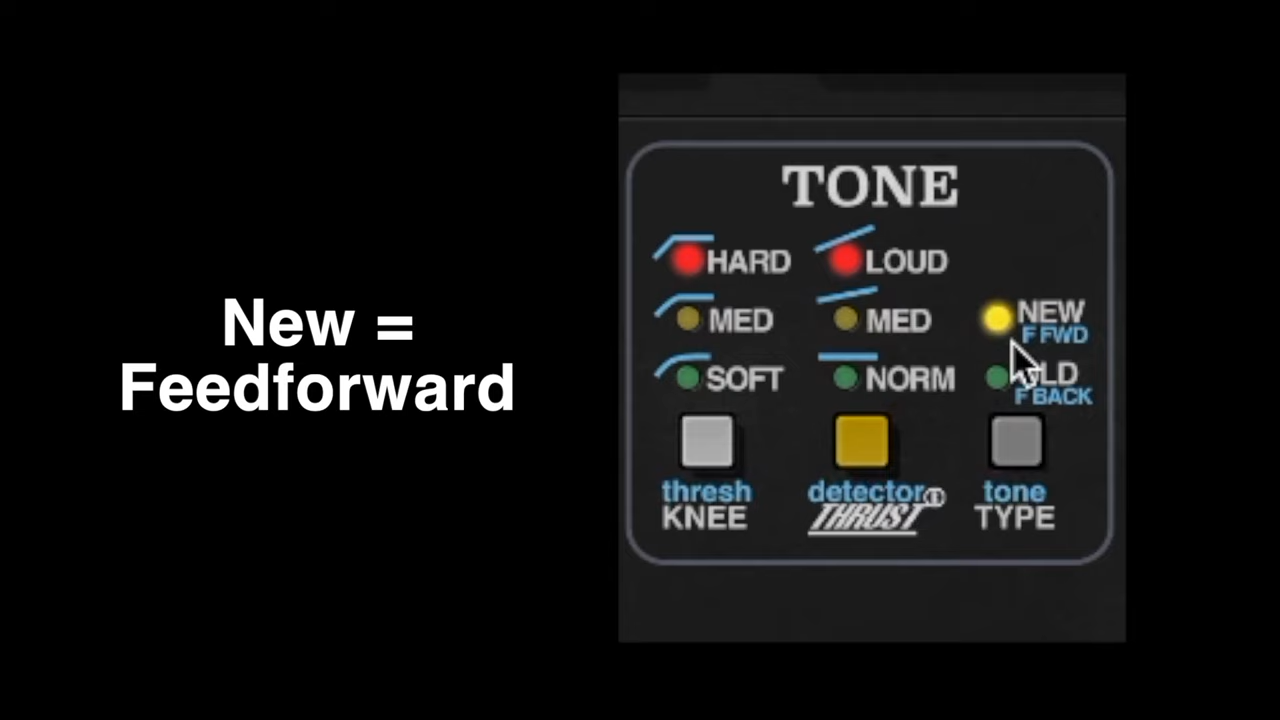 New =
Feedforward
TONE
HARD LOUD
MED MED NEW
F FWD
SOFT NORM
F BACK
thresh detector tone
KNEE THRUST TYPE